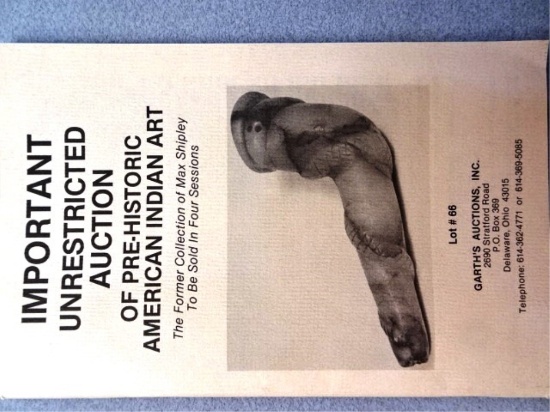 IMPORTANT
UNRESTRICTED
AUCTION
OF PRE-HISTORIC
AMERICAN INDIAN ART
The Former Collection of Max Shipley
To Be Sold In Four Sessions
Lot # 66
GARTH'S AUCTIONS, INC.
2690 Stratford Road
P.O. Box 369
Delaware, Ohio 43015
Telephone: 614-362-4771 or 614-369-5085